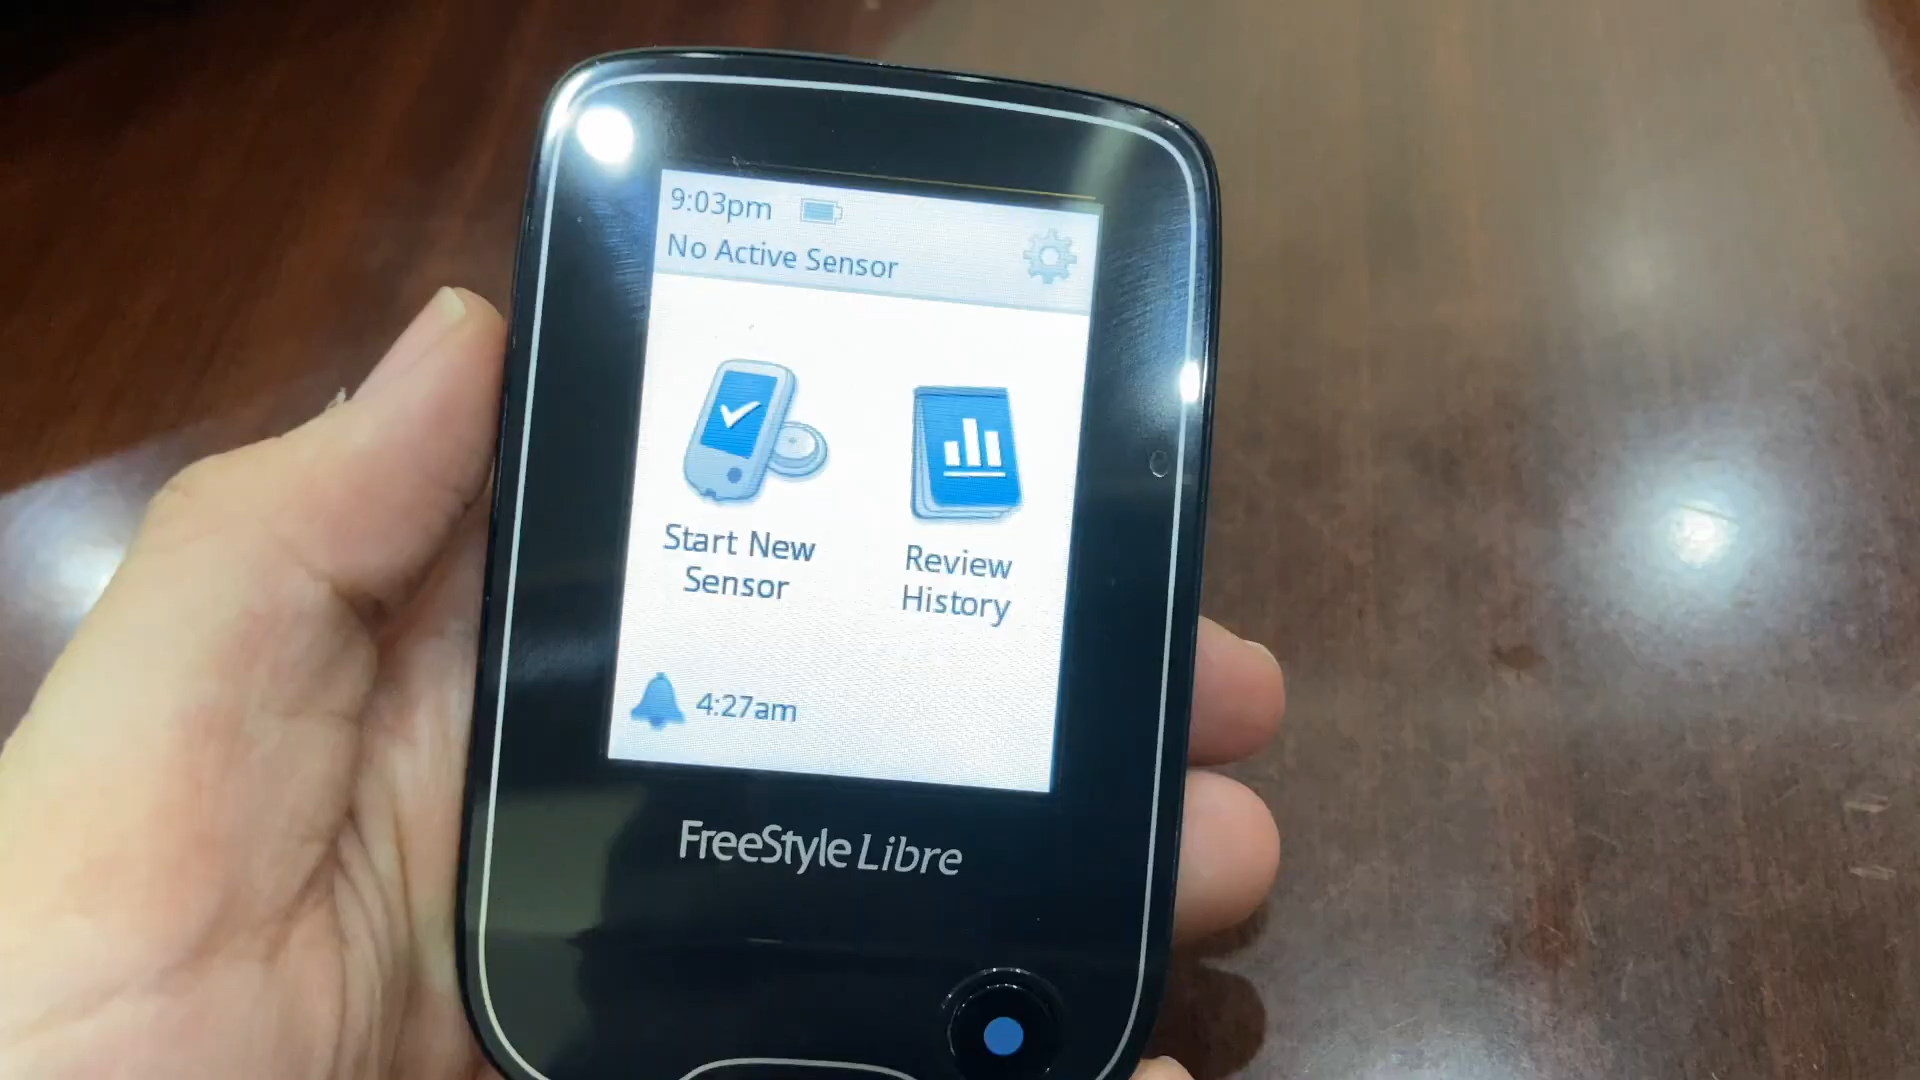 9:03pm
No Active Sensor
Start New
Sensor
Review
History
4:27am
FreeStyle Libre